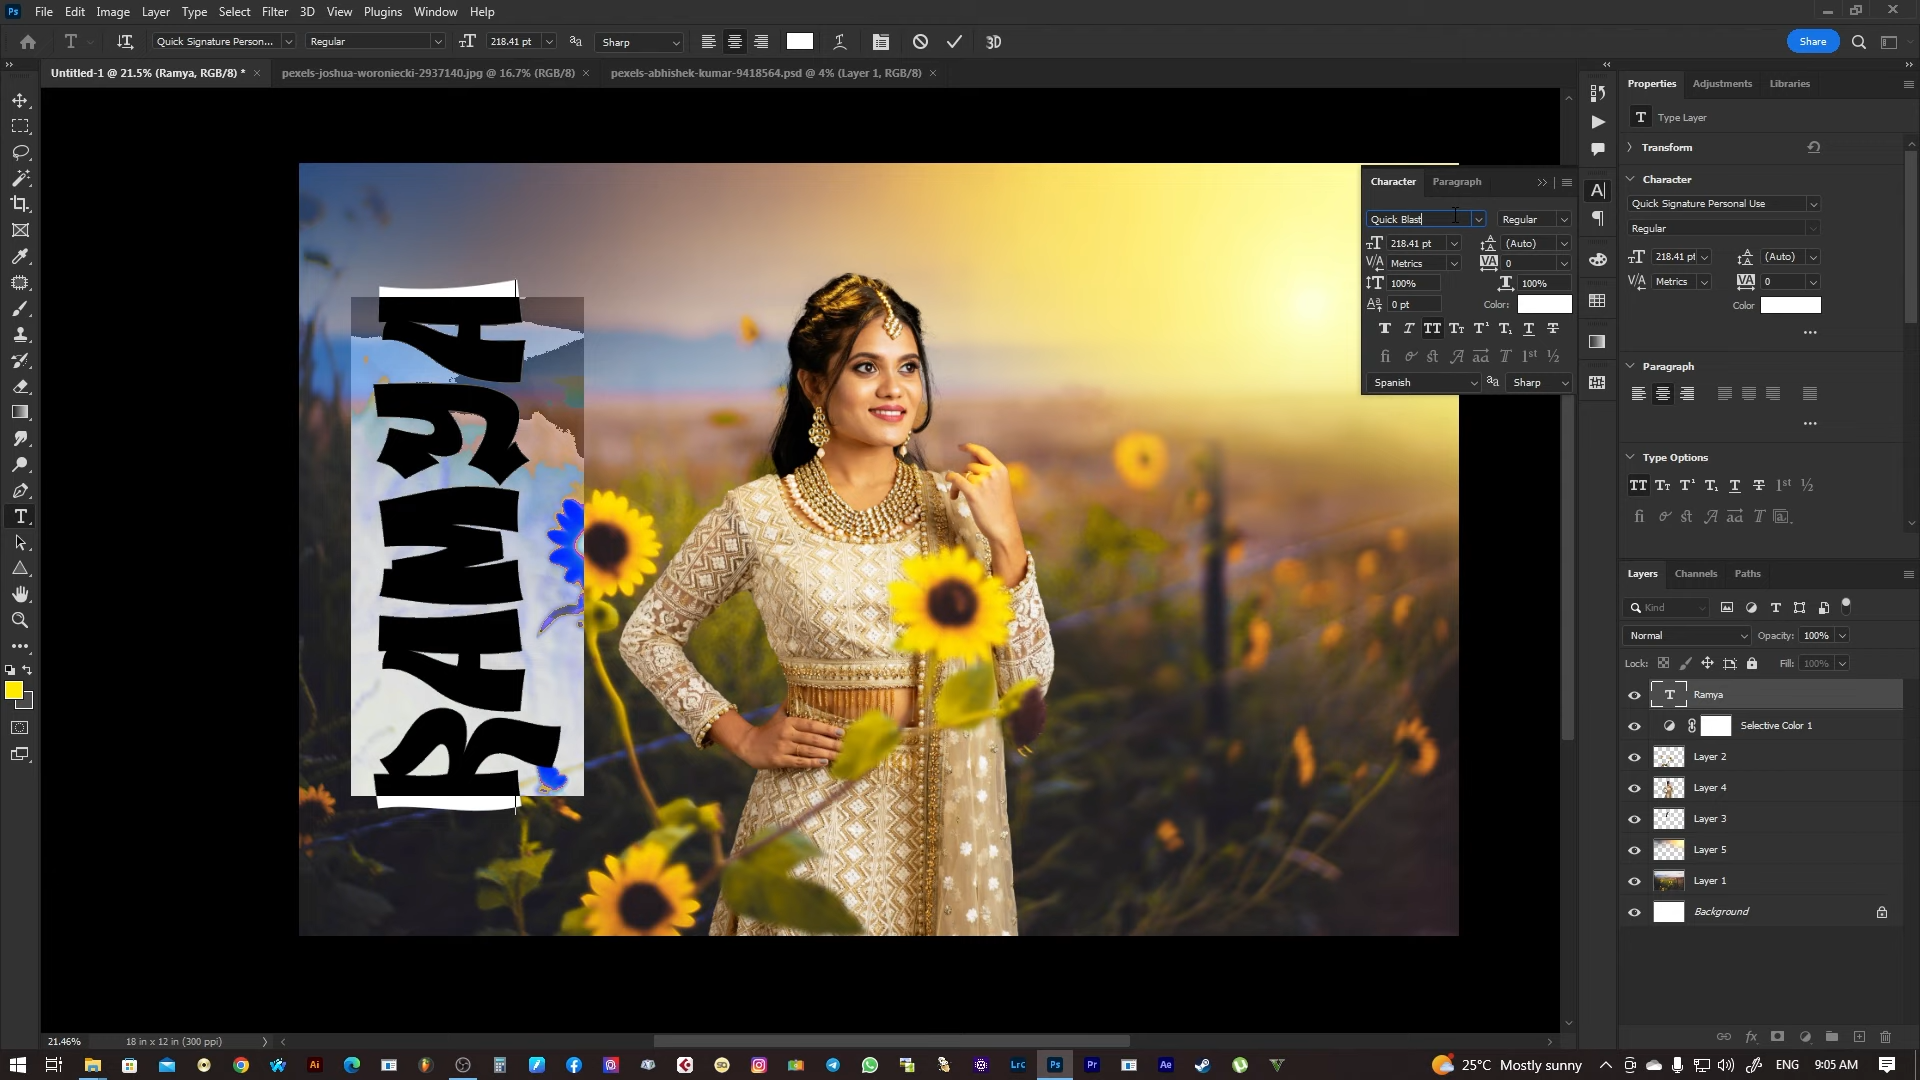 Ps File Edit Image Layer Type Select Filter 3D View Plugins Window Help
Quick Signature Person... Regular 218.41 pt Sharp 3D Share
Untitled-1 @ 21.5% (Ramya, RGB/8) * pexels-joshua-woroniecki-2937140.jpg @ 16.7% (RGB/8) pexels-abhishek-kumar-9418564.psd @ 4% (Layer 1, RGB/8)
Properties Adjustments Libraries
T Type Layer
Transform
Character
Quick Signature Personal Use
Regular
218.41 pt (Auto)
Metrics 0
Color
Paragraph
Type Options
Character Paragraph
Quick Blast Regular
218.41 pt (Auto)
Metrics 0
100% 100%
0 pt Color:
Spanish Sharp
RAMYA
Layers Channels Paths
Kind
Normal Opacity: 100%
Lock: Fill: 100%
Ramya
Selective Color 1
Layer 2
Layer 4
Layer 3
Layer 5
Layer 1
Background
21.46% 18 in x 12 in (300 ppi)
25°C Mostly sunny ENG 9:05 AM